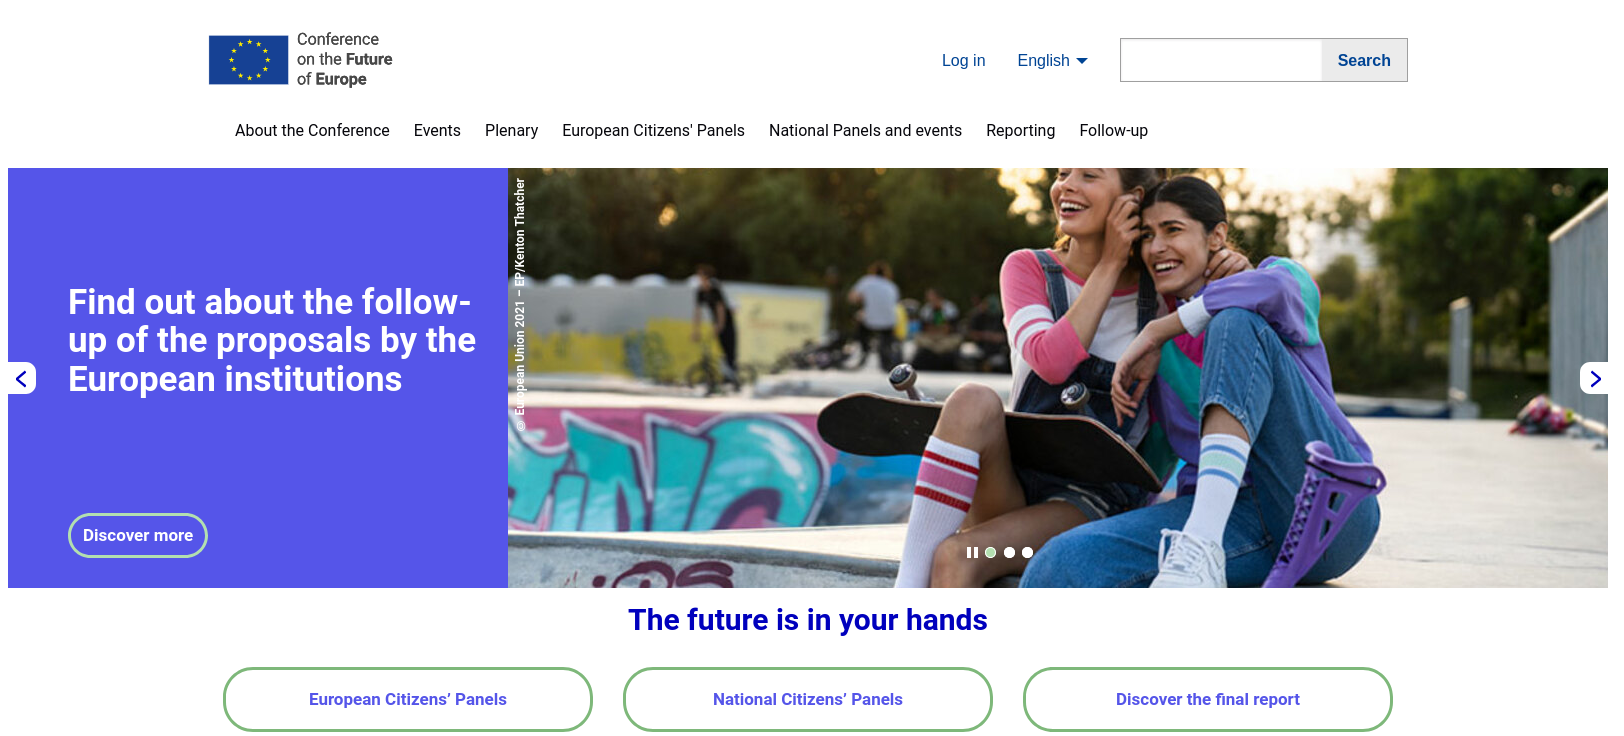 Conference
on the Future
of Europe
Log in
English
Search
About the Conference
Events
Plenary
European Citizens' Panels
National Panels and events
Reporting
Follow-up
Find out about the follow-
up of the proposals by the
European institutions
Discover more
© European Union 2021 – EP/Kenton Thatcher
The future is in your hands
European Citizens’ Panels
National Citizens’ Panels
Discover the final report